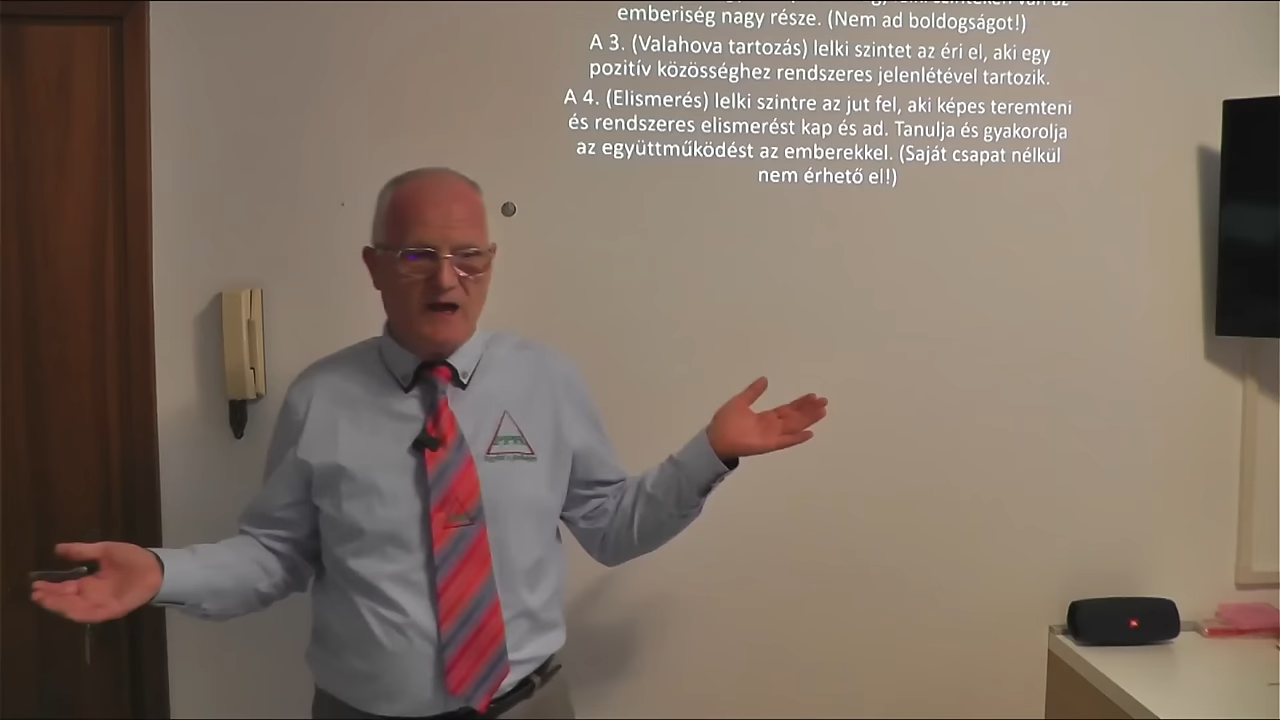 emberiség nagy része. (Nem ad boldogságot!)
A 3. (Valahova tartozás) lelki szintet az éri el, aki egy
pozitív közösséghez rendszeres jelenlétével tartozik.
A 4. (Elismerés) lelki szintre az jut fel, aki képes teremteni
és rendszeres elismerést kap és ad. Tanulja és gyakorolja
az együttműködést az emberekkel. (Saját csapat nélkül
nem érhető el!)
JBL